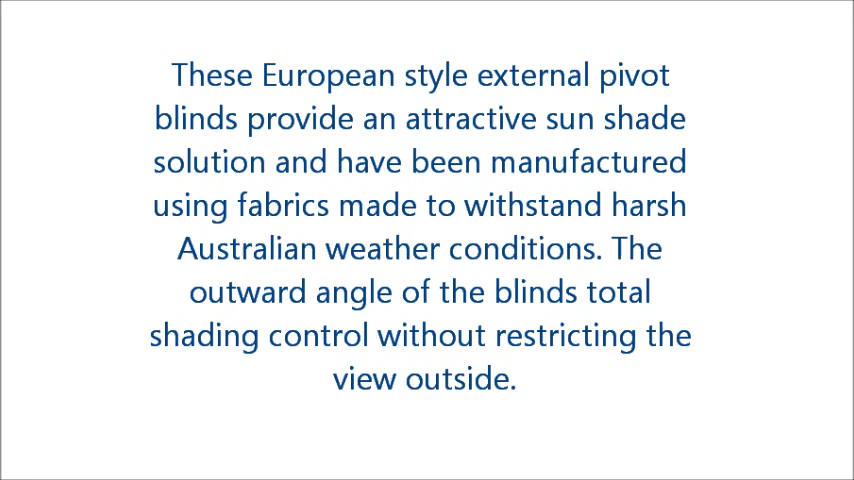 These European style external pivot
blinds provide an attractive sun shade
solution and have been manufactured
using fabrics made to withstand harsh
Australian weather conditions. The
outward angle of the blinds total
shading control without restricting the
view outside.